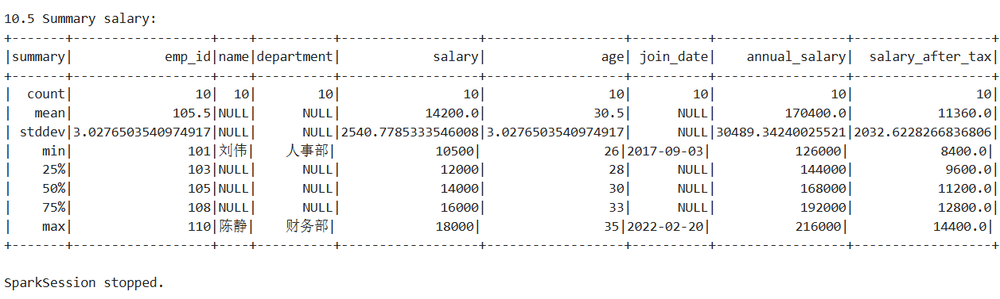 10.5 Summary salary:
+-------+------------------+----+----------+------------------+------------------+----------+-----------------+------------------+
|summary|            emp_id|name|department|            salary|               age| join_date|    annual_salary|  salary_after_tax|
+-------+------------------+----+----------+------------------+------------------+----------+-----------------+------------------+
|  count|                10|  10|        10|                10|                10|        10|               10|                10|
|   mean|             105.5|NULL|      NULL|           14200.0|              30.5|      NULL|         170400.0|           11360.0|
| stddev|3.0276503540974917|NULL|      NULL|2540.7785333546008|3.0276503540974917|      NULL|30489.34240025521|2032.6228266836806|
|    min|               101|刘伟|    人事部|             10500|                26|2017-09-03|           126000|            8400.0|
|    25%|               103|NULL|      NULL|             12000|                28|      NULL|           144000|            9600.0|
|    50%|               105|NULL|      NULL|             14000|                30|      NULL|           168000|           11200.0|
|    75%|               108|NULL|      NULL|             16000|                33|      NULL|           192000|           12800.0|
|    max|               110|陈静|    财务部|             18000|                35|2022-02-20|           216000|           14400.0|
+-------+------------------+----+----------+------------------+------------------+----------+-----------------+------------------+
SparkSession stopped.